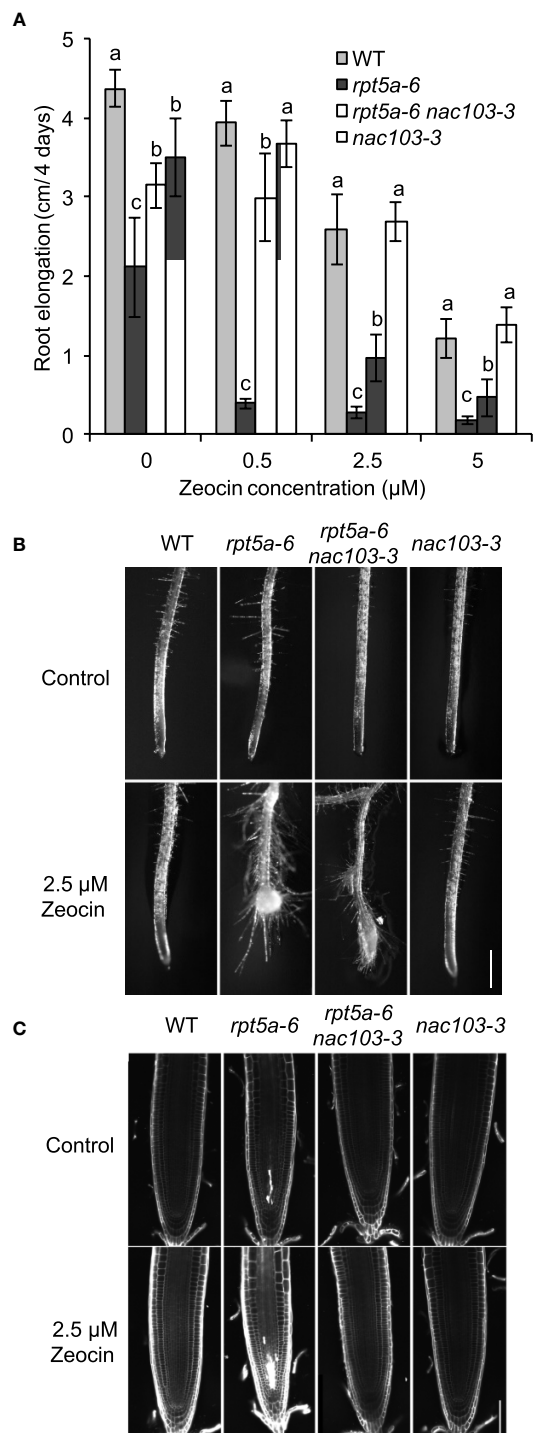 A
5
4
3
2
1
0
Root elongation (cm/ 4 days)
WT
rpt5a-6
rpt5a-6 nac103-3
nac103-3
a
c
b
b
a
c
b
a
a
c
b
a
a
c
b
a
0
0.5
2.5
5
Zeocin concentration (µM)
B
WT
rpt5a-6
rpt5a-6
nac103-3
nac103-3
Control
2.5 µM
Zeocin
C
WT
rpt5a-6
rpt5a-6
nac103-3
nac103-3
Control
2.5 µM
Zeocin